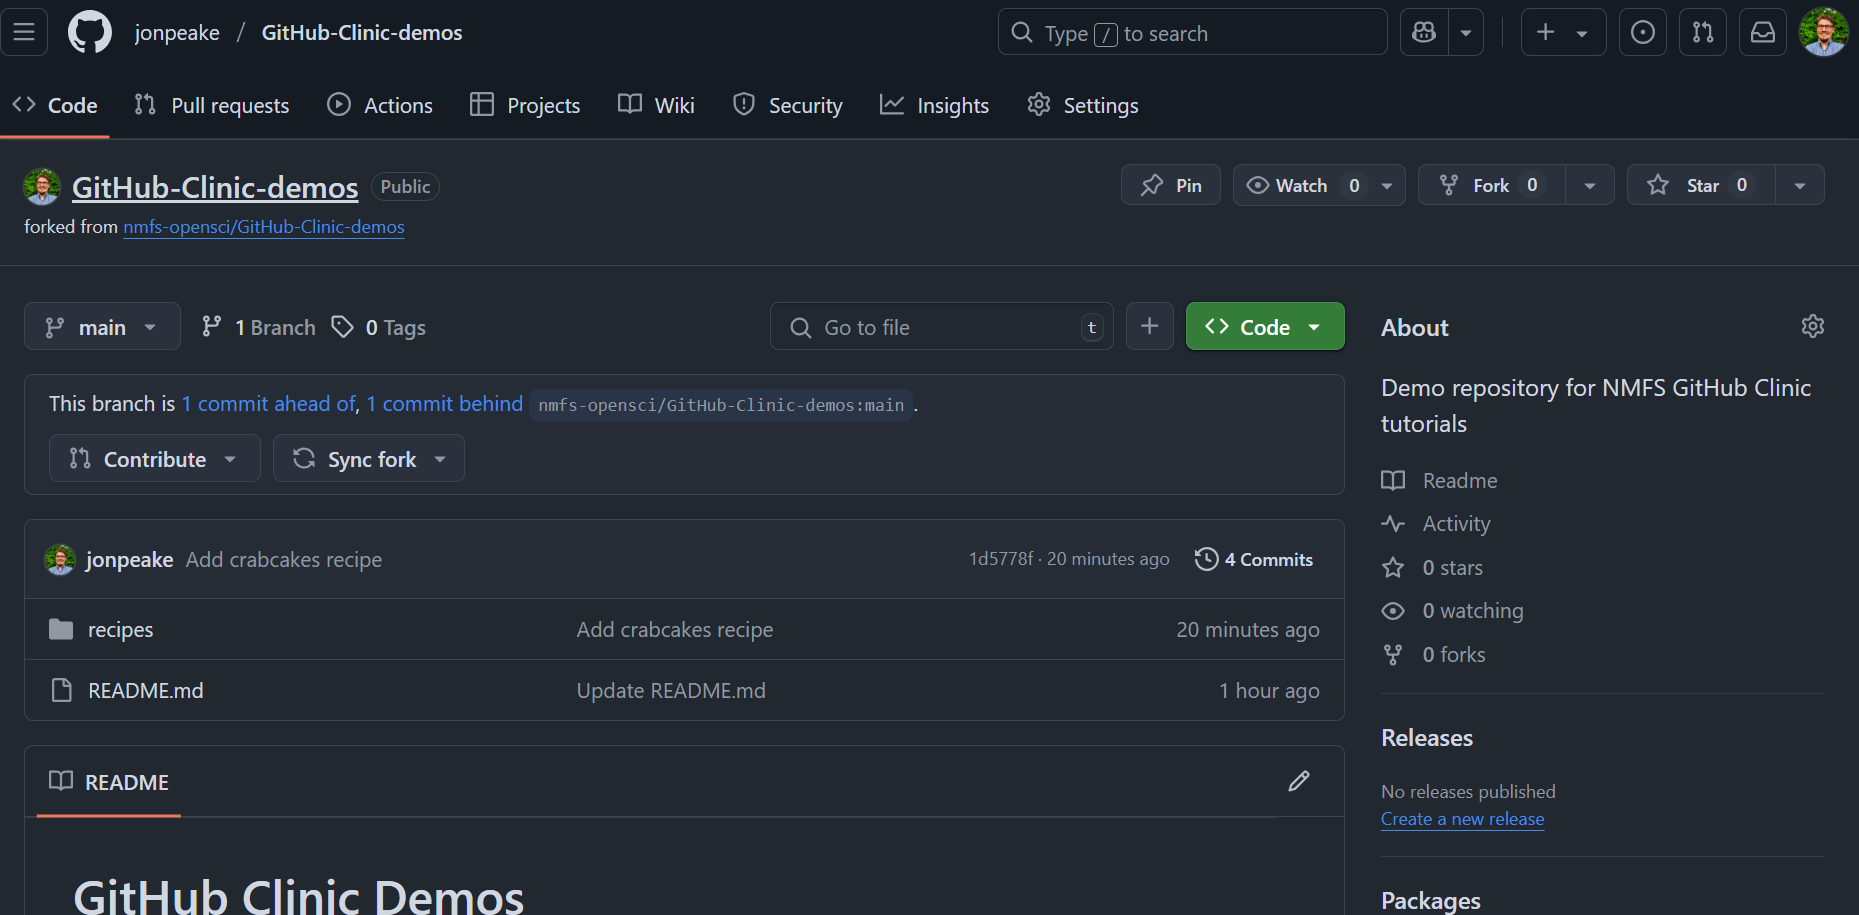 jonpeake / GitHub-Clinic-demos
Type / to search
Code
Pull requests
Actions
Projects
Wiki
Security
Insights
Settings
GitHub-Clinic-demos Public
Pin
Watch 0
Fork 0
Star 0
forked from nmfs-opensci/GitHub-Clinic-demos
main
1 Branch
0 Tags
Go to file t
Code
This branch is 1 commit ahead of, 1 commit behind nmfs-opensci/GitHub-Clinic-demos:main .
Contribute
Sync fork
jonpeake Add crabcakes recipe 1d5778f · 20 minutes ago 4 Commits
recipes Add crabcakes recipe 20 minutes ago
README.md Update README.md 1 hour ago
README
GitHub Clinic Demos
About
Demo repository for NMFS GitHub Clinic
tutorials
Readme
Activity
0 stars
0 watching
0 forks
Releases
No releases published
Create a new release
Packages